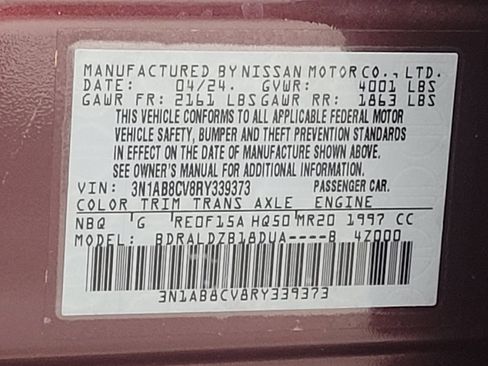 MANUFACTURED BY NISSAN MOTOR CO., LTD.
DATE: 04/24. GVWR: 4001 LBS
GAWR FR: 2161 LBS GAWR RR: 1863 LBS
THIS VEHICLE CONFORMS TO ALL APPLICABLE FEDERAL MOTOR
VEHICLE SAFETY, BUMPER AND THEFT PREVENTION STANDARDS
IN EFFECT ON THE DATE OF MANUFACTURE SHOWN ABOVE.
SEE OWNER'S MANUAL FOR ADDITIONAL INFORMATION.
VIN: 3N1AB8CV8RY339373 PASSENGER CAR.
COLOR TRIM TRANS AXLE ENGINE
NBQ G RE0F15A HQ50 MR20 1997 CC
MODEL: BDRALDZB18DUA----B 4Z000
3N1AB8CV8RY339373